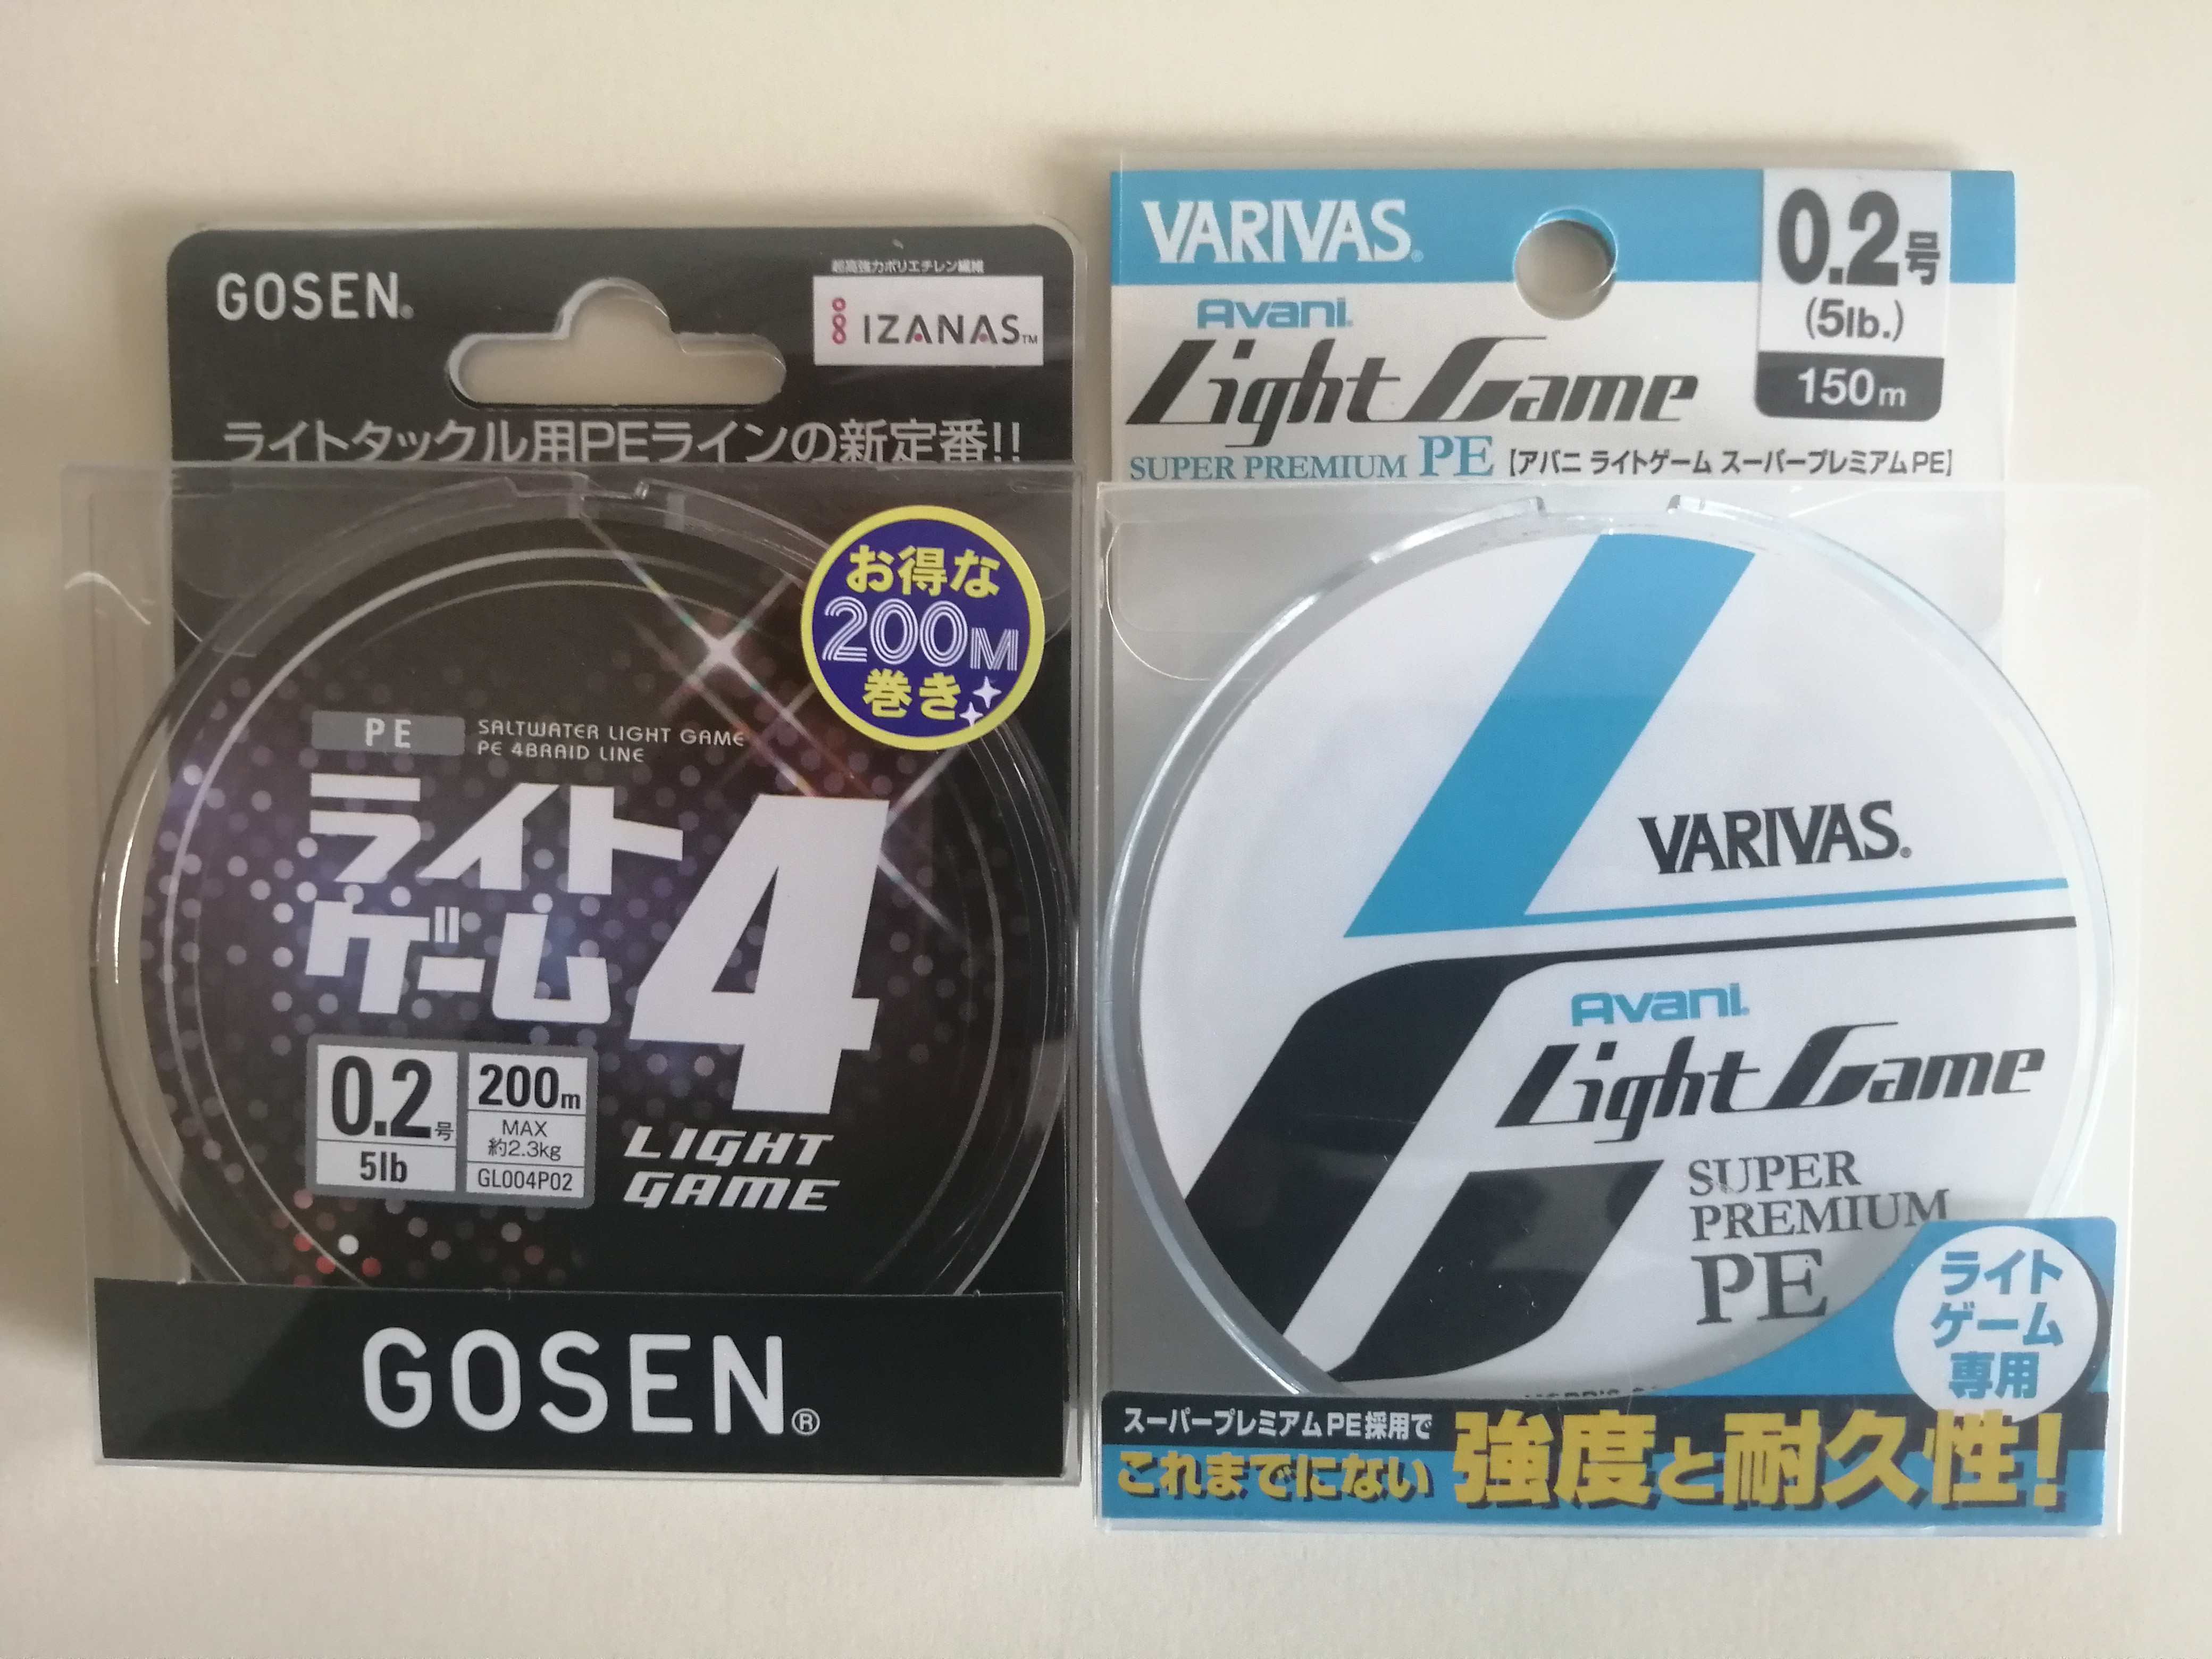 GOSEN®
超高強力ポリエチレン繊維
IZANAS™
ライトタックル用PEラインの新定番!!
お得な
200M
巻き
PE
SALTWATER LIGHT GAME
PE 4BRAID LINE
ライト
ゲーム
4
0.2号
5lb
200m
MAX
約2.3kg
GL004P02
LIGHT
GAME
GOSEN®
VARIVAS®
0.2号
(5lb.)
150m
Avani®
Light Game
SUPER PREMIUM PE【アバニ ライトゲーム スーパープレミアムPE】
VARIVAS®
Avani®
Light Game
SUPER
PREMIUM
PE
ライト
ゲーム
専用
スーパープレミアムPE採用で
これまでにない 強度と耐久性!